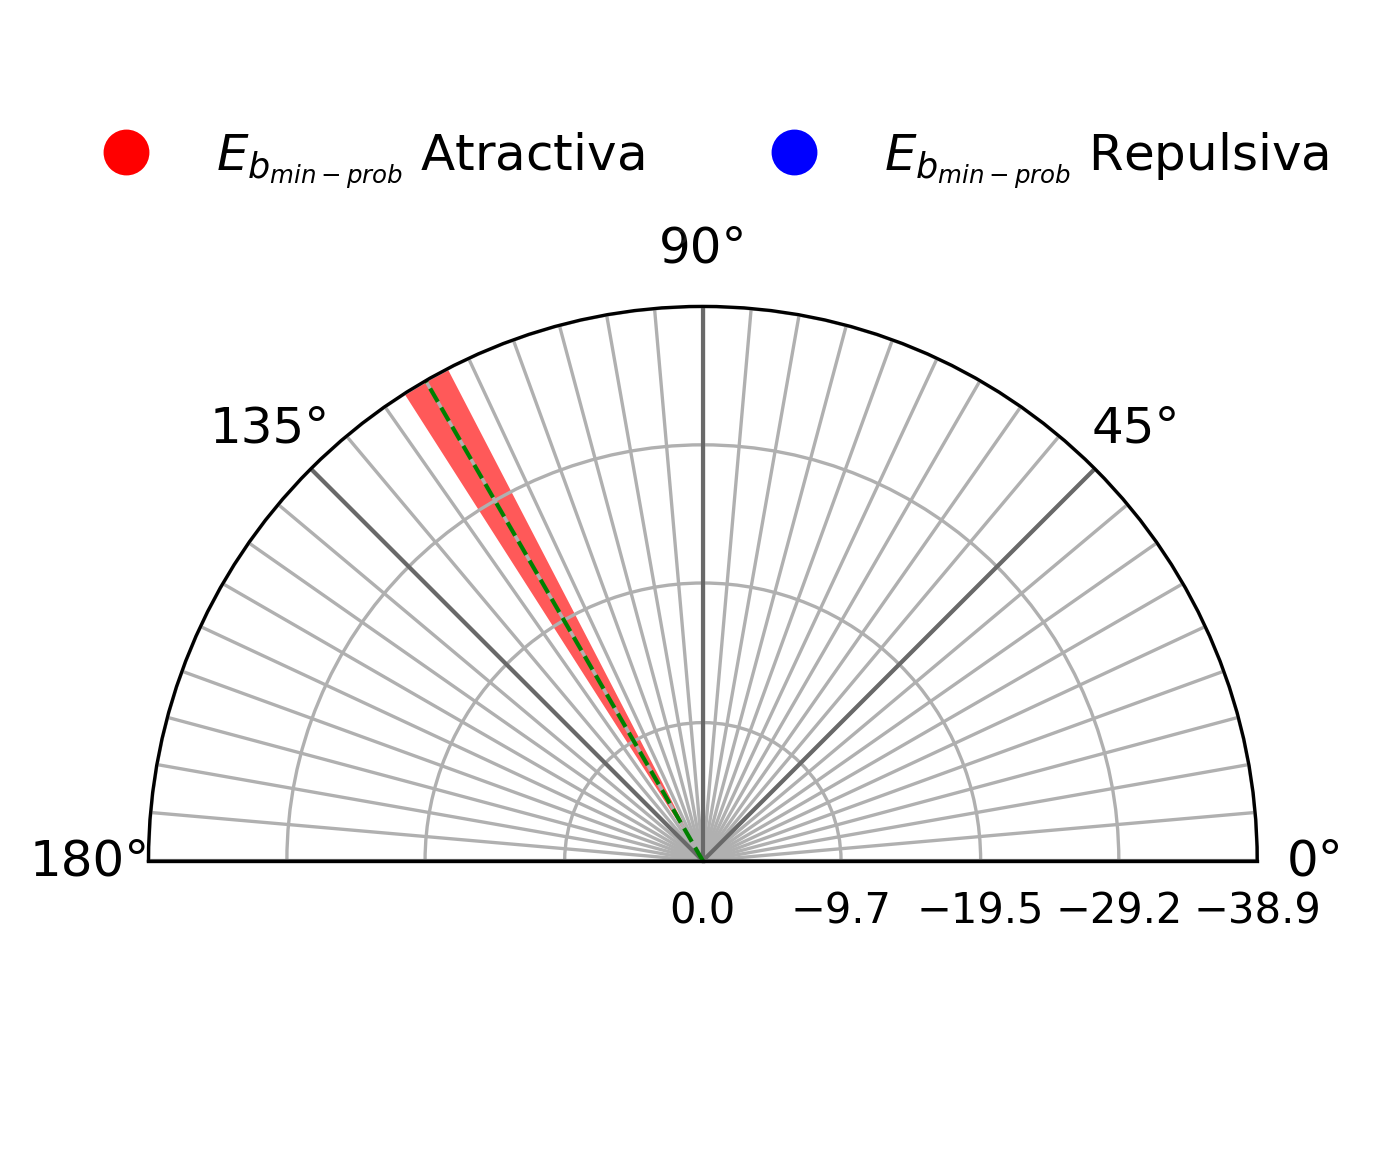 E_{b_{min−prob}} Atractiva E_{b_{min−prob}} Repulsiva
90°
135° 45°
180° 0°
0.0 −9.7 −19.5 −29.2 −38.9